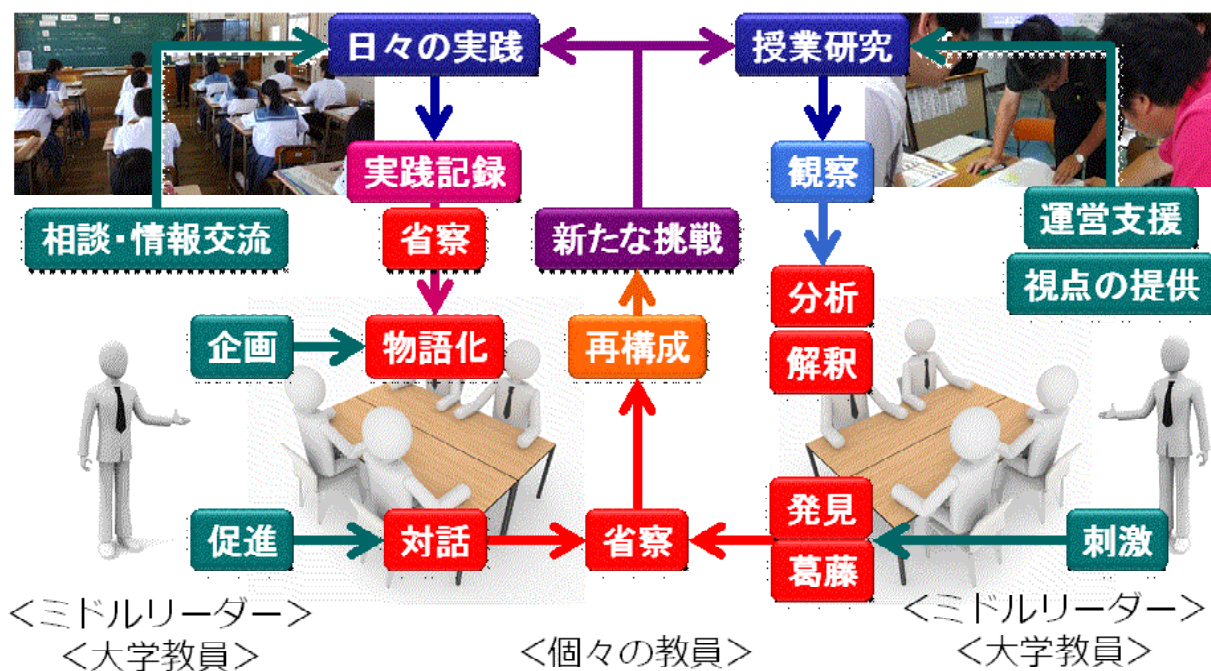 日々の実践
授業研究
実践記録
観察
相談・情報交流
省察
新たな挑戦
運営支援
分析
視点の提供
企画
物語化
再構成
解釈
発見
促進
対話
省察
刺激
葛藤
＜ミドルリーダー＞
＜大学教員＞
＜個々の教員＞
＜ミドルリーダー＞
＜大学教員＞